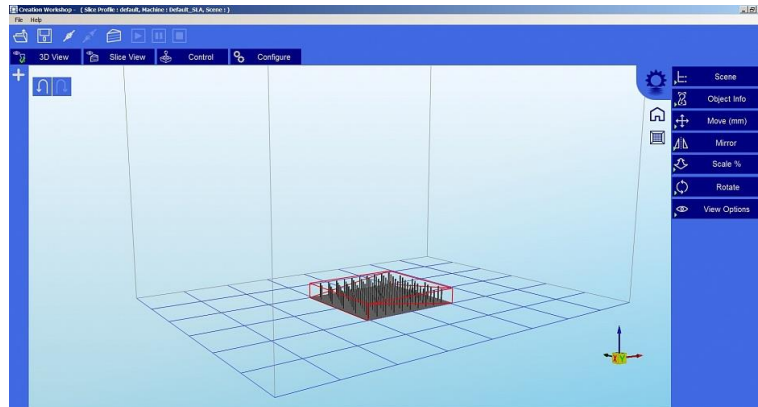 Creation Workshop - ( Slice Profile : default, Machine : Default_SLA, Scene : )
File Help
3D View Slice View Control Configure
Scene
Object Info
Move (mm)
Mirror
Scale %
Rotate
View Options
X Y